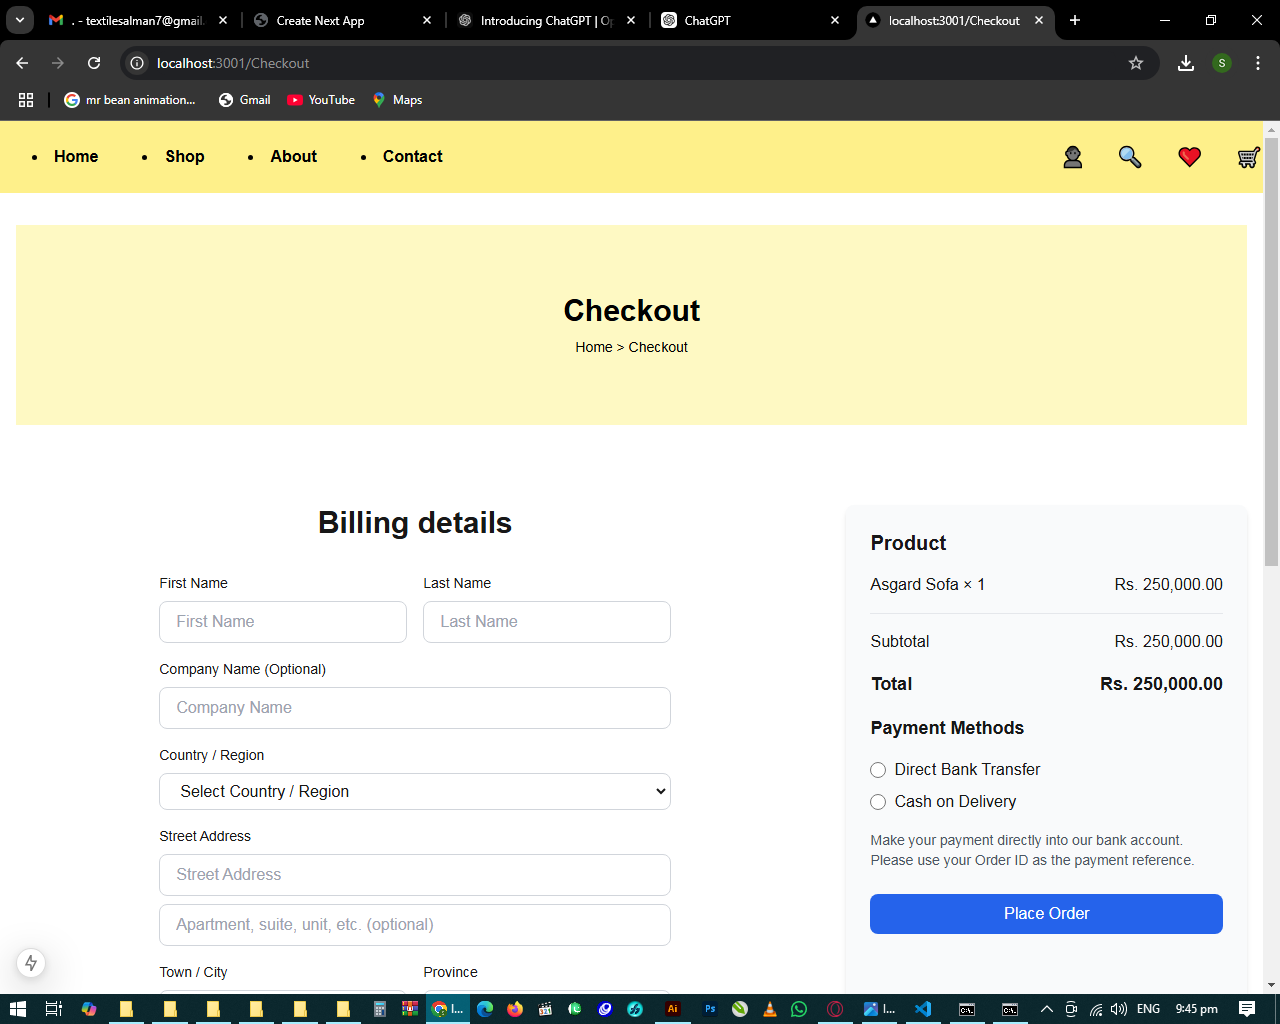 . - textilesalman7@gmail.
Create Next App
Introducing ChatGPT | Op
ChatGPT
localhost:3001/Checkout
localhost:3001/Checkout
S
mr bean animation...
Gmail
YouTube
Maps
Home
Shop
About
Contact
Checkout
Home > Checkout
Billing details
First Name
Last Name
First Name
Last Name
Company Name (Optional)
Company Name
Country / Region
Select Country / Region
Street Address
Street Address
Apartment, suite, unit, etc. (optional)
Town / City
Province
Product
Asgard Sofa × 1
Rs. 250,000.00
Subtotal
Rs. 250,000.00
Total
Rs. 250,000.00
Payment Methods
Direct Bank Transfer
Cash on Delivery
Make your payment directly into our bank account.
Please use your Order ID as the payment reference.
Place Order
l...
Ai
Ps
I...
ENG
9:45 pm